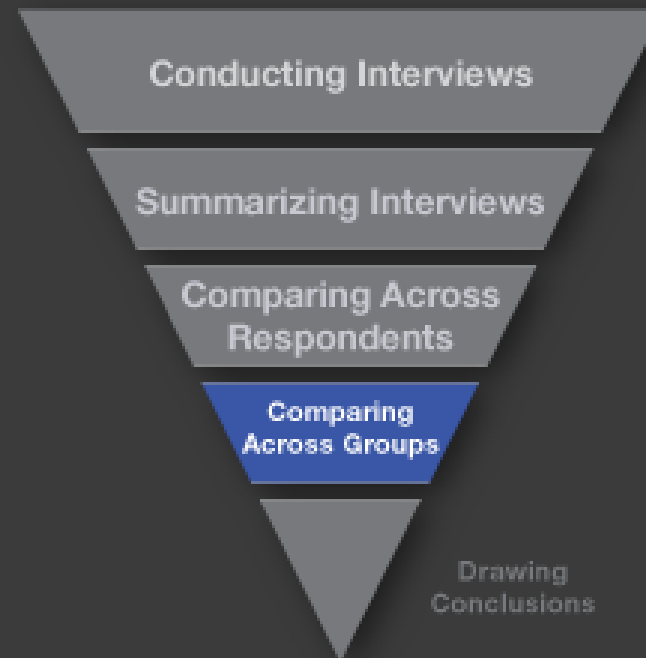 Conducting Interviews
Summarizing Interviews
Comparing Across
Respondents
Comparing
Across Groups
Drawing
Conclusions